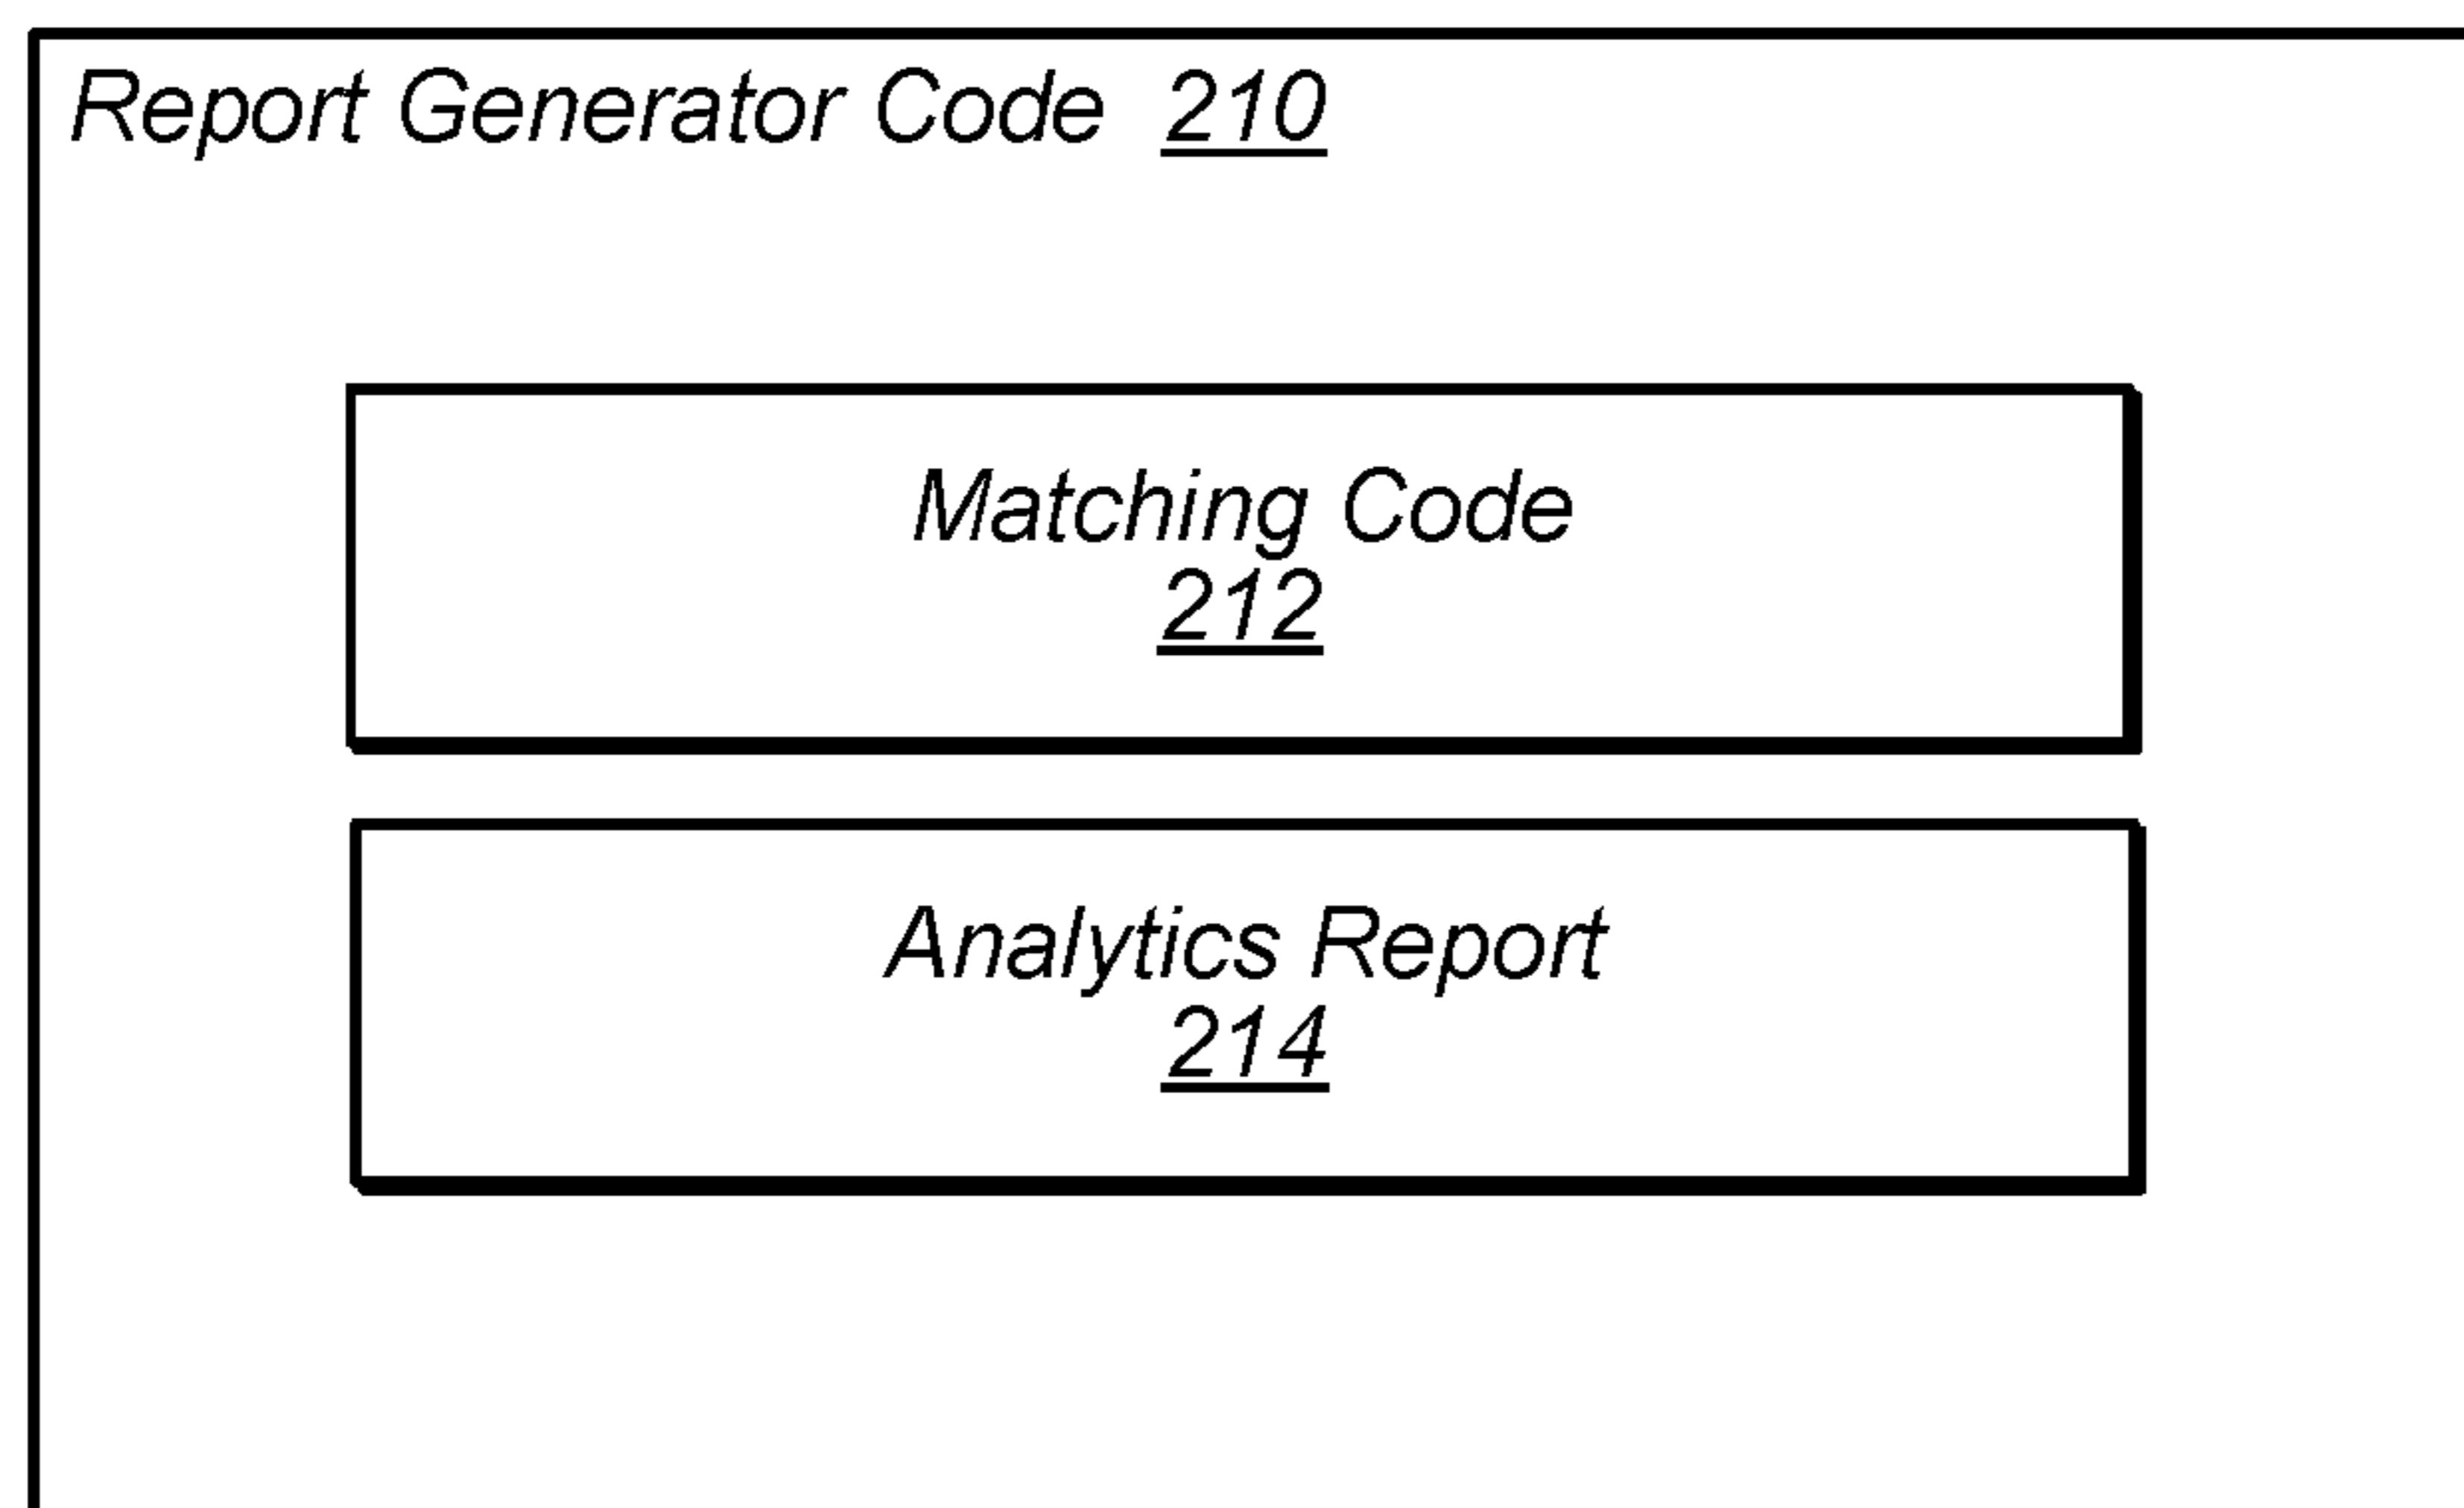 Report Generator Code 210
Matching Code
212
Analytics Report
214